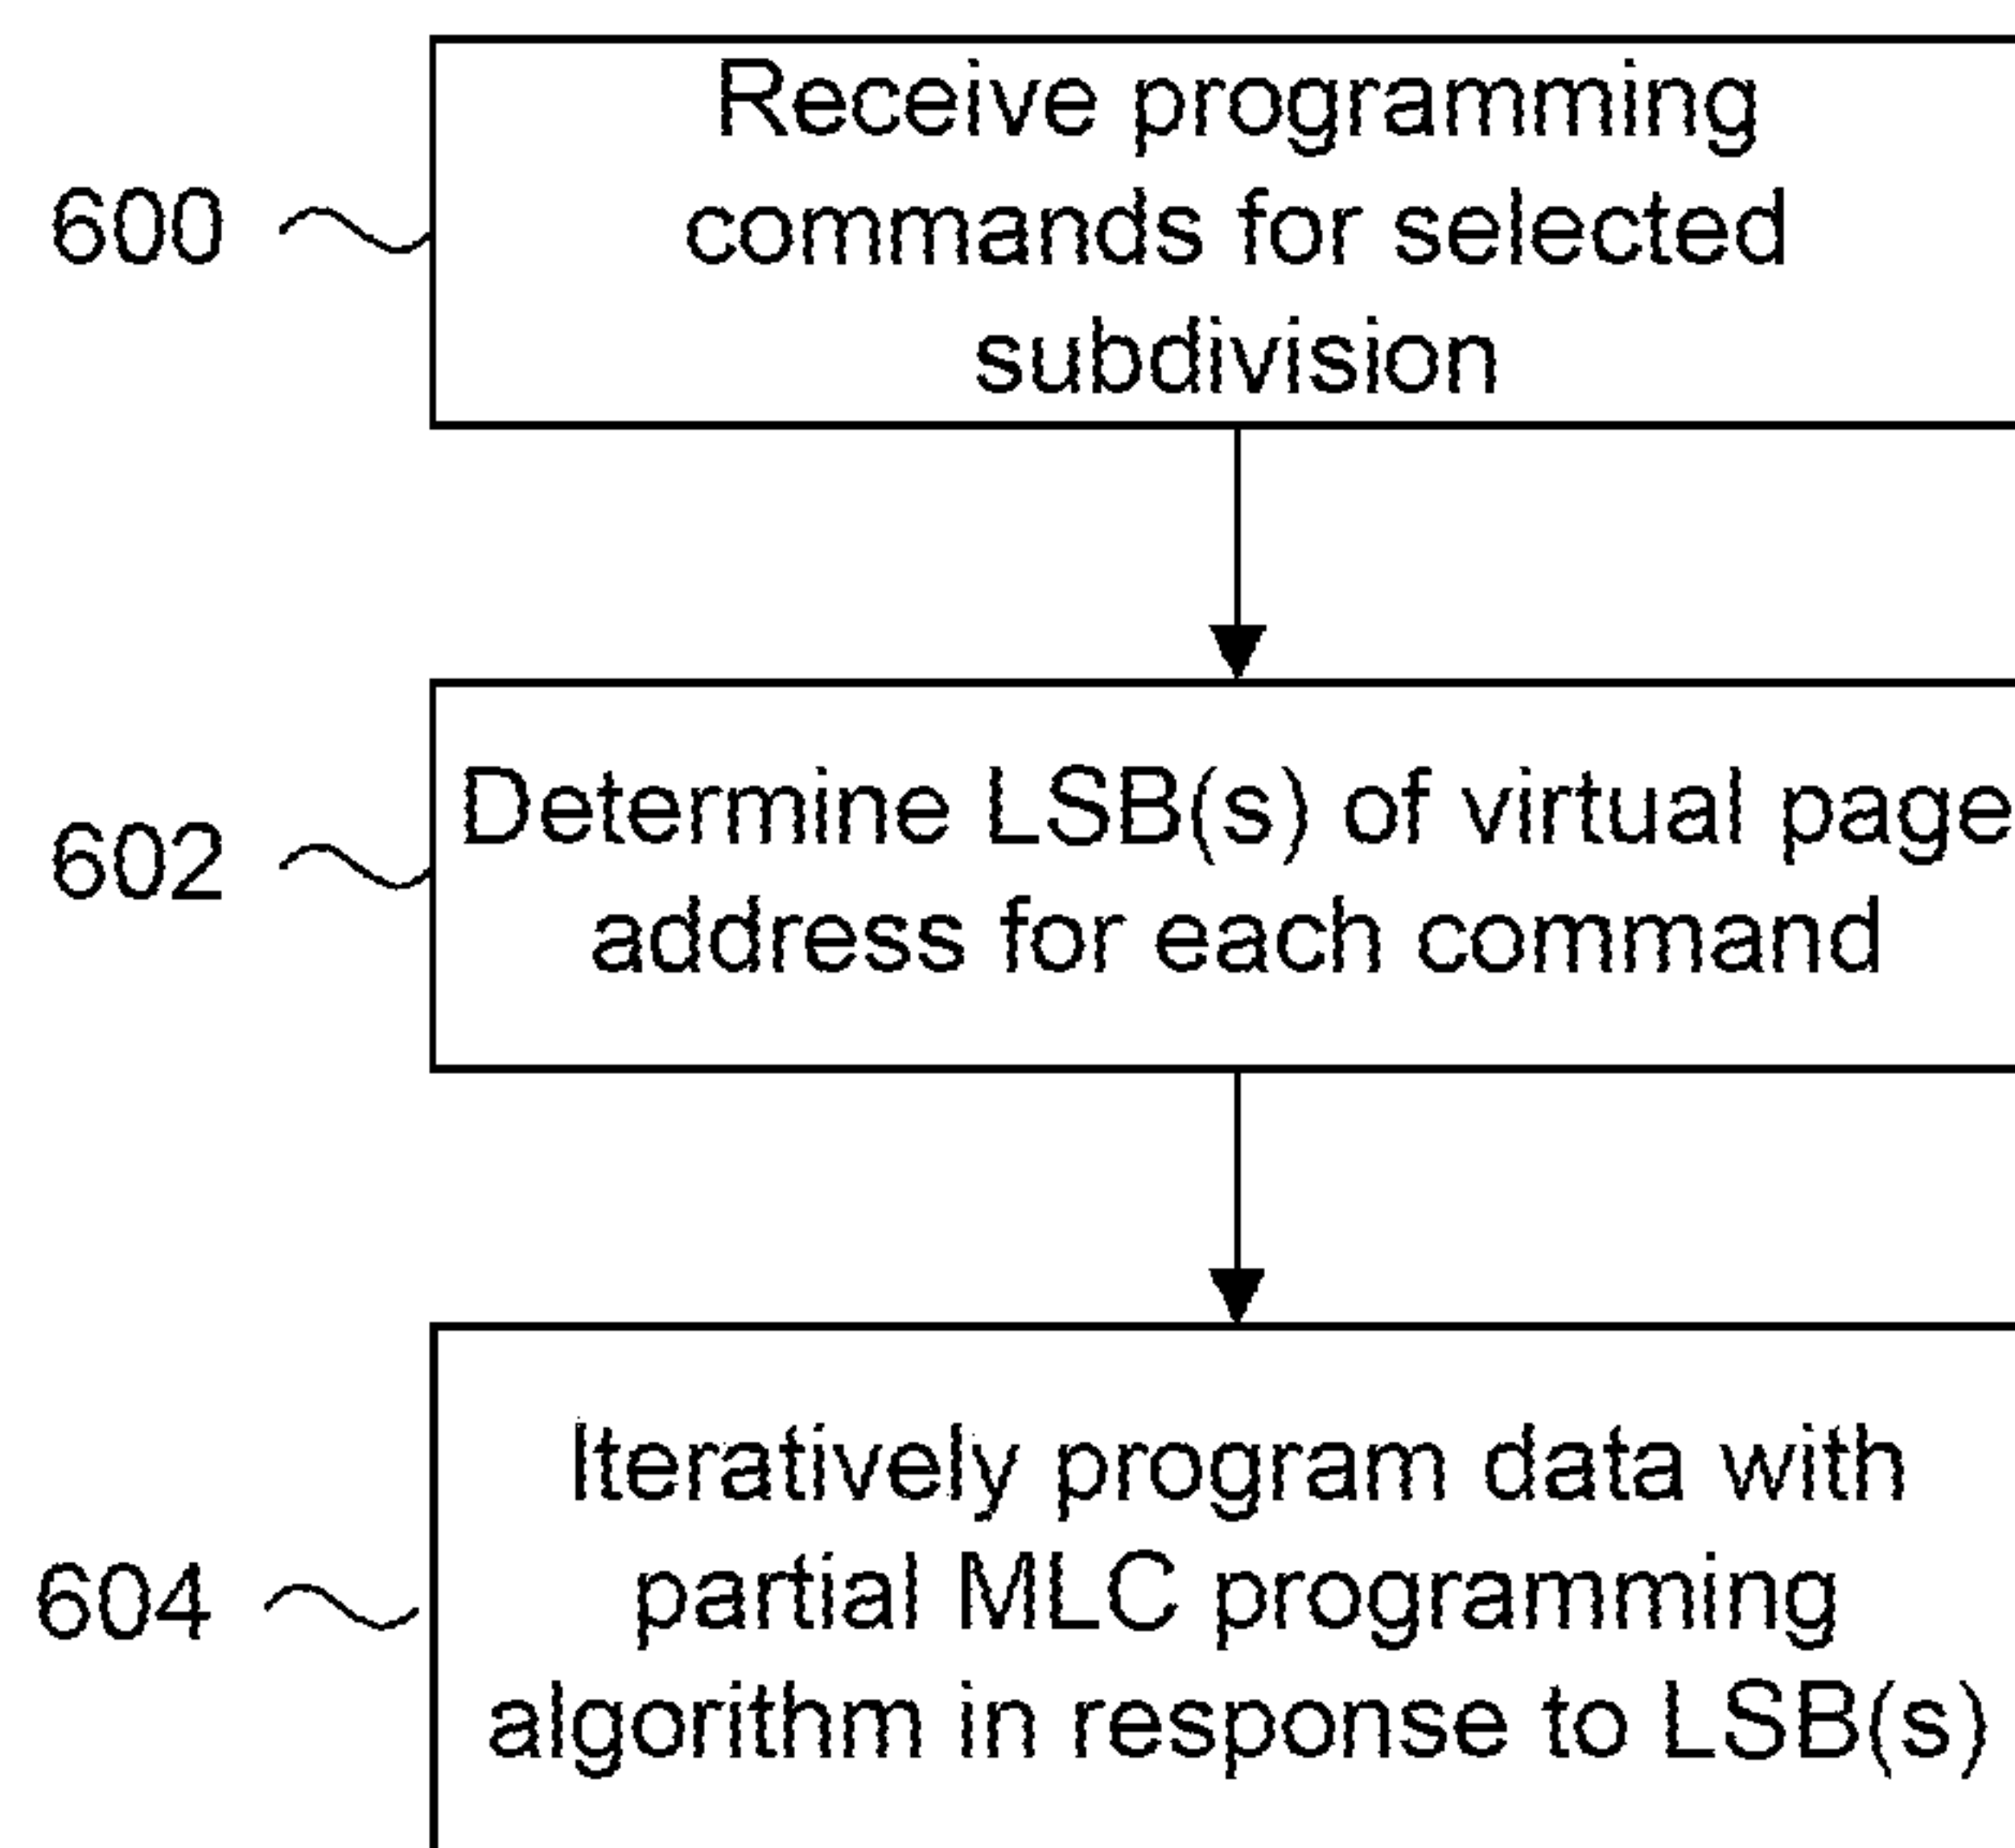 Receive programming
600
commands for selected
subdivision
Determine LSB(s) of virtual page
602
address for each command
Iteratively program data with
604
partial MLC programming
algorithm in response to LSB(s)